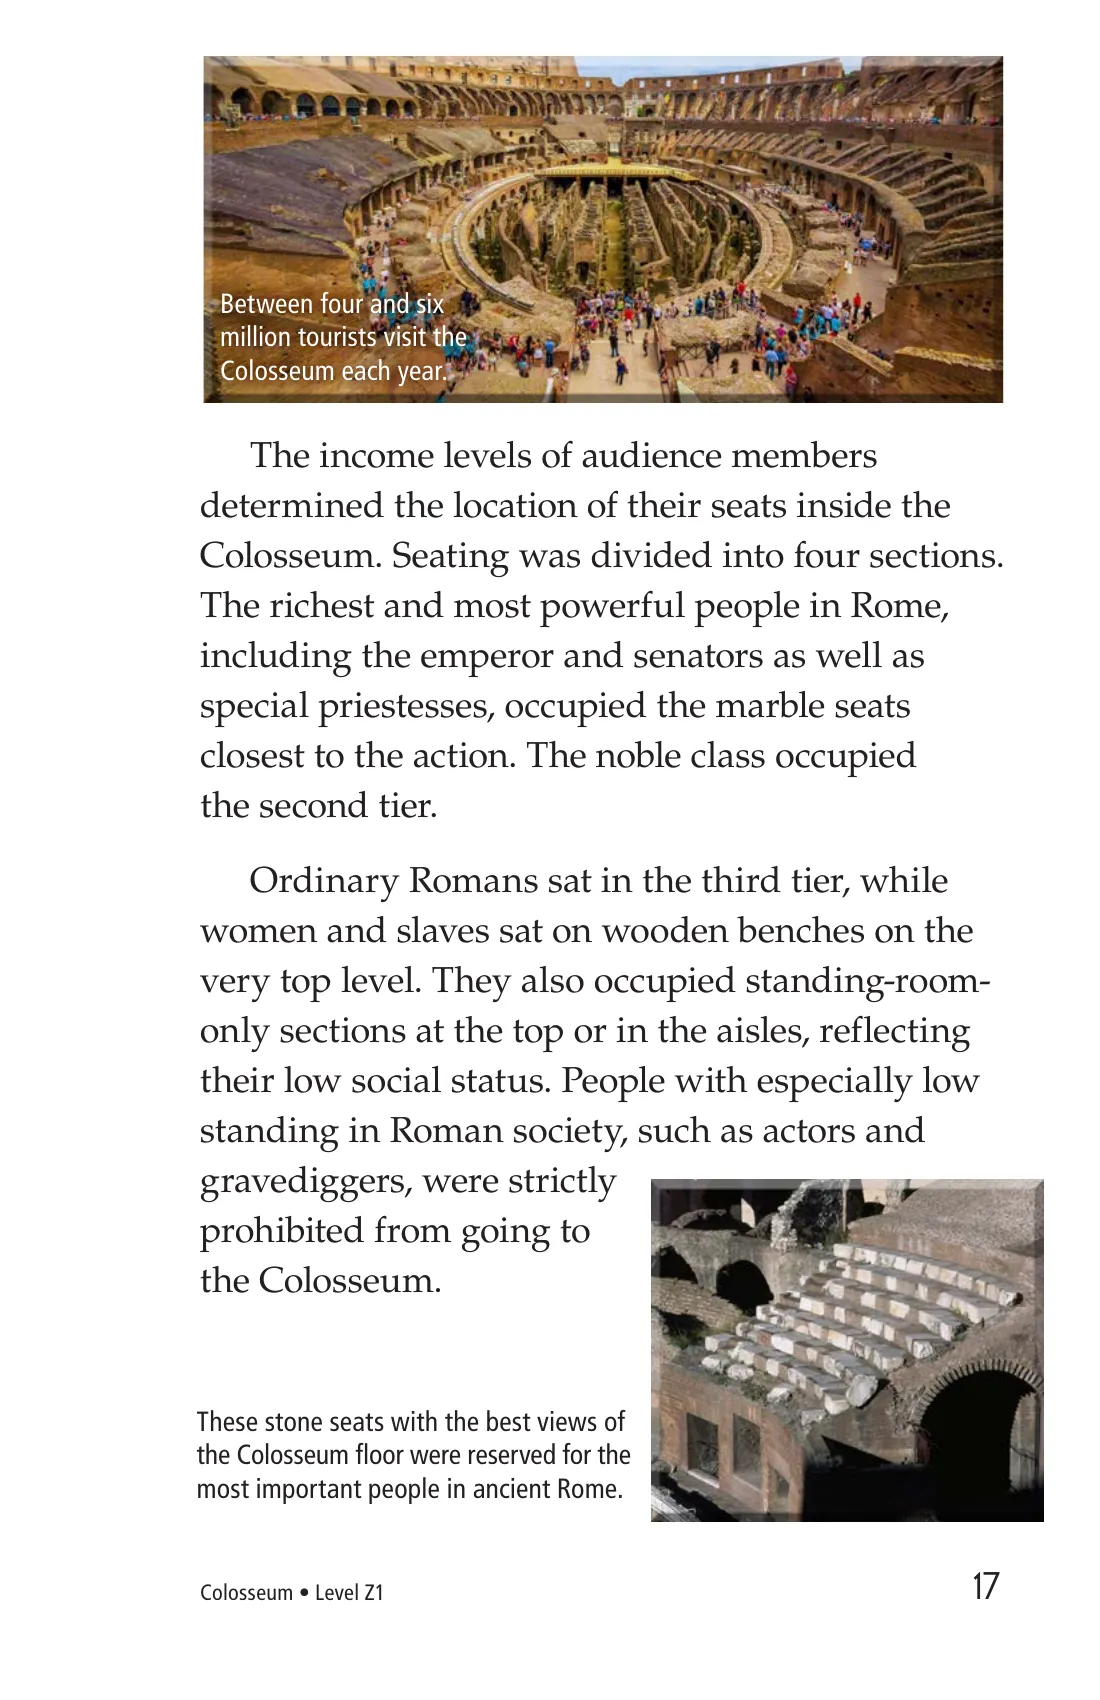 Between four and six
million tourists visit the
Colosseum each year.
The income levels of audience members
determined the location of their seats inside the
Colosseum. Seating was divided into four sections.
The richest and most powerful people in Rome,
including the emperor and senators as well as
special priestesses, occupied the marble seats
closest to the action. The noble class occupied
the second tier.
Ordinary Romans sat in the third tier, while
women and slaves sat on wooden benches on the
very top level. They also occupied standing-room-
only sections at the top or in the aisles, reflecting
their low social status. People with especially low
standing in Roman society, such as actors and
gravediggers, were strictly
prohibited from going to
the Colosseum.
These stone seats with the best views of
the Colosseum floor were reserved for the
most important people in ancient Rome.
Colosseum • Level Z1
17